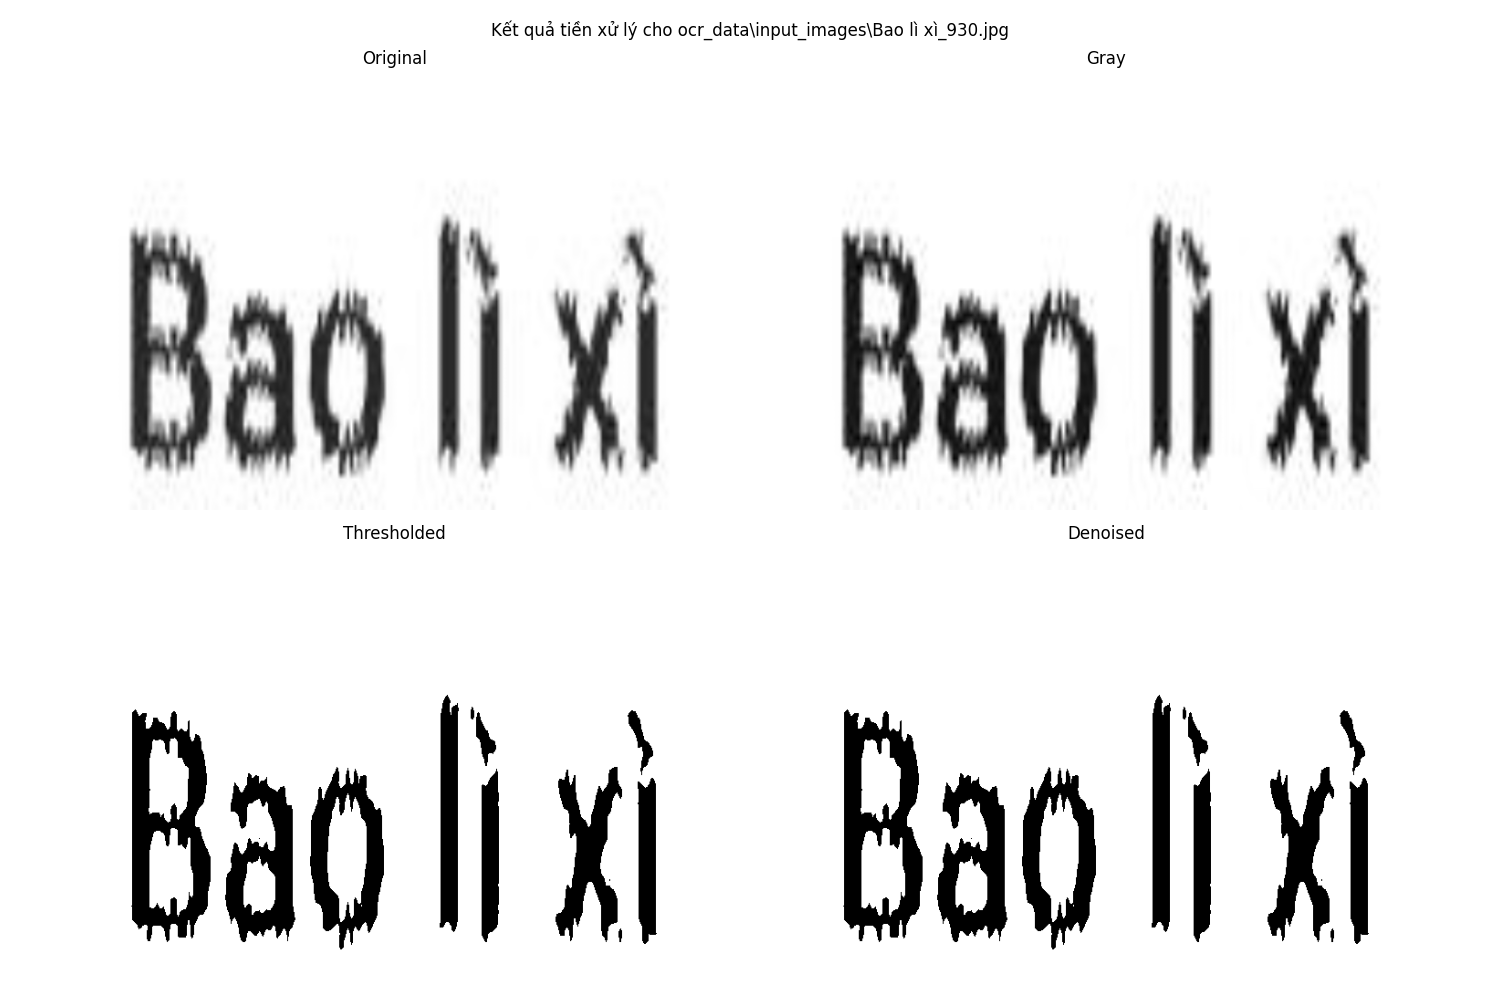 Kết quả tiền xử lý cho ocr_data\input_images\Bao lì xì_930.jpg
Original
Gray
Bao lì xì
Bao lì xì
Thresholded
Denoised
Bao lì xì
Bao lì xì